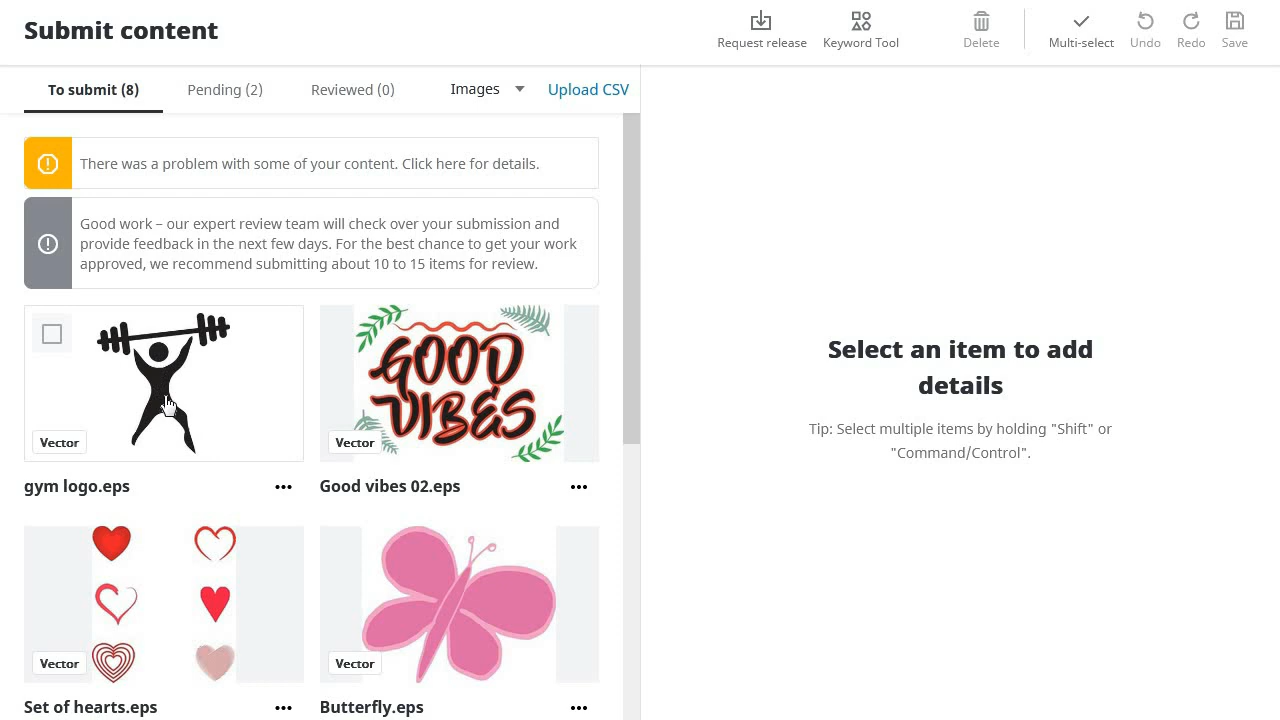 Submit content
Request release
Keyword Tool
Delete
Multi-select
Undo
Redo
Save
To submit (8)
Pending (2)
Reviewed (0)
Images
Upload CSV
There was a problem with some of your content. Click here for details.
Good work – our expert review team will check over your submission and
provide feedback in the next few days. For the best chance to get your work
approved, we recommend submitting about 10 to 15 items for review.
Vector
gym logo.eps
GOOD
VIBES
Vector
Good vibes 02.eps
Vector
Set of hearts.eps
Vector
Butterfly.eps
Select an item to add
details
Tip: Select multiple items by holding "Shift" or
"Command/Control".